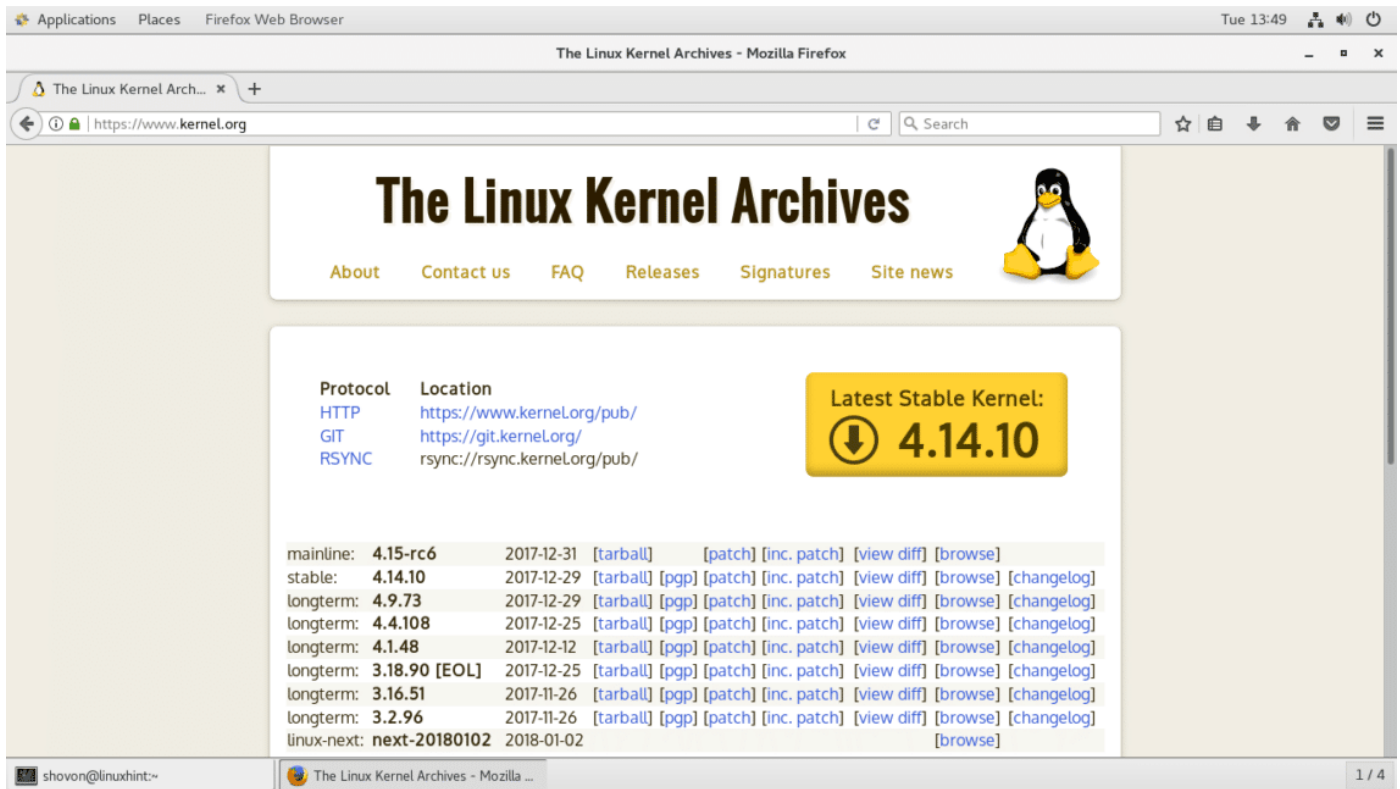 Applications Places Firefox Web Browser Tue 13:49
The Linux Kernel Archives - Mozilla Firefox
The Linux Kernel Arch...
https://www.kernel.org Search
The Linux Kernel Archives
About Contact us FAQ Releases Signatures Site news
Protocol Location
HTTP https://www.kernel.org/pub/
GIT https://git.kernel.org/
RSYNC rsync://rsync.kernel.org/pub/
Latest Stable Kernel:
4.14.10
mainline: 4.15-rc6 2017-12-31 [tarball] [patch] [inc. patch] [view diff] [browse]
stable: 4.14.10 2017-12-29 [tarball] [pgp] [patch] [inc. patch] [view diff] [browse] [changelog]
longterm: 4.9.73 2017-12-29 [tarball] [pgp] [patch] [inc. patch] [view diff] [browse] [changelog]
longterm: 4.4.108 2017-12-25 [tarball] [pgp] [patch] [inc. patch] [view diff] [browse] [changelog]
longterm: 4.1.48 2017-12-12 [tarball] [pgp] [patch] [inc. patch] [view diff] [browse] [changelog]
longterm: 3.18.90 [EOL] 2017-12-25 [tarball] [pgp] [patch] [inc. patch] [view diff] [browse] [changelog]
longterm: 3.16.51 2017-11-26 [tarball] [pgp] [patch] [inc. patch] [view diff] [browse] [changelog]
longterm: 3.2.96 2017-11-26 [tarball] [pgp] [patch] [inc. patch] [view diff] [browse] [changelog]
linux-next: next-20180102 2018-01-02 [browse]
shovon@linuxhint:~ The Linux Kernel Archives - Mozilla ... 1 / 4